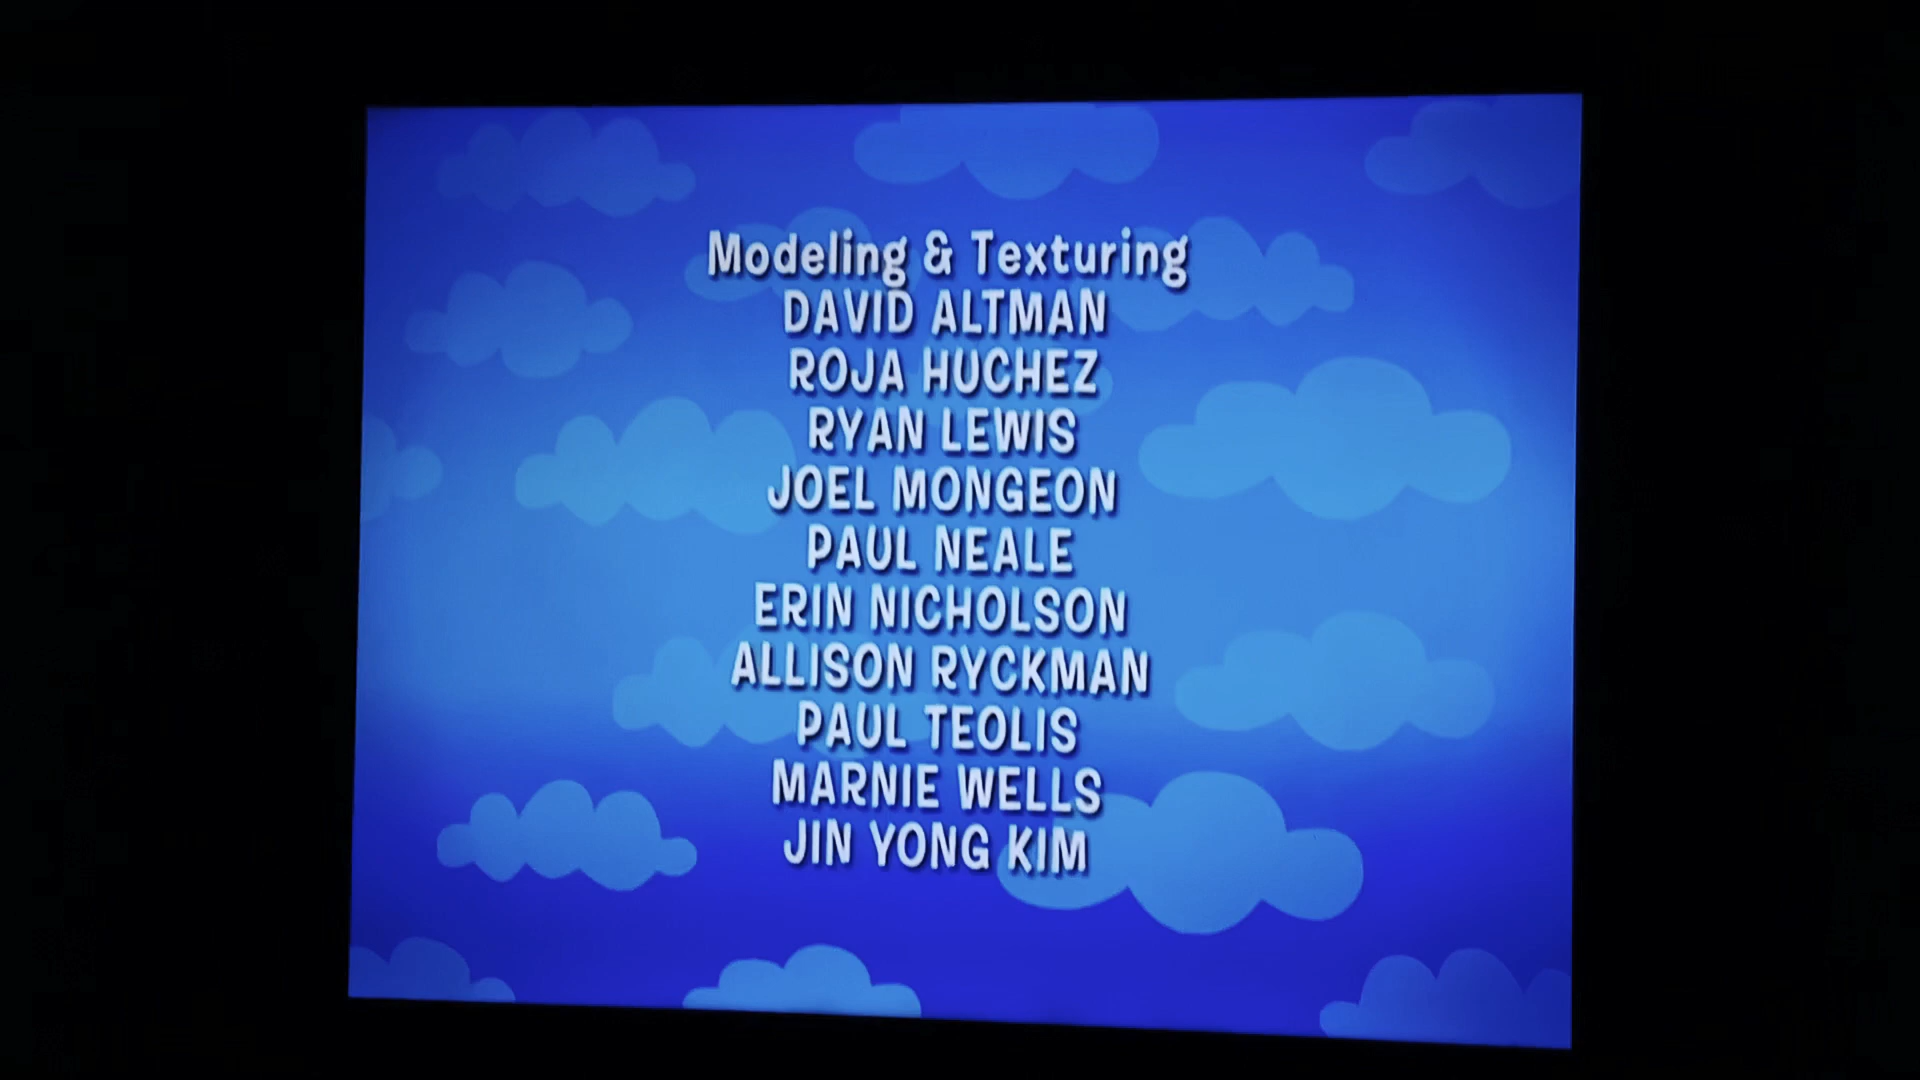 Modeling & Texturing
DAVID ALTMAN
ROJA HUCHEZ
RYAN LEWIS
JOEL MONGEON
PAUL NEALE
ERIN NICHOLSON
ALLISON RYCKMAN
PAUL TEOLIS
MARNIE WELLS
JIN YONG KIM